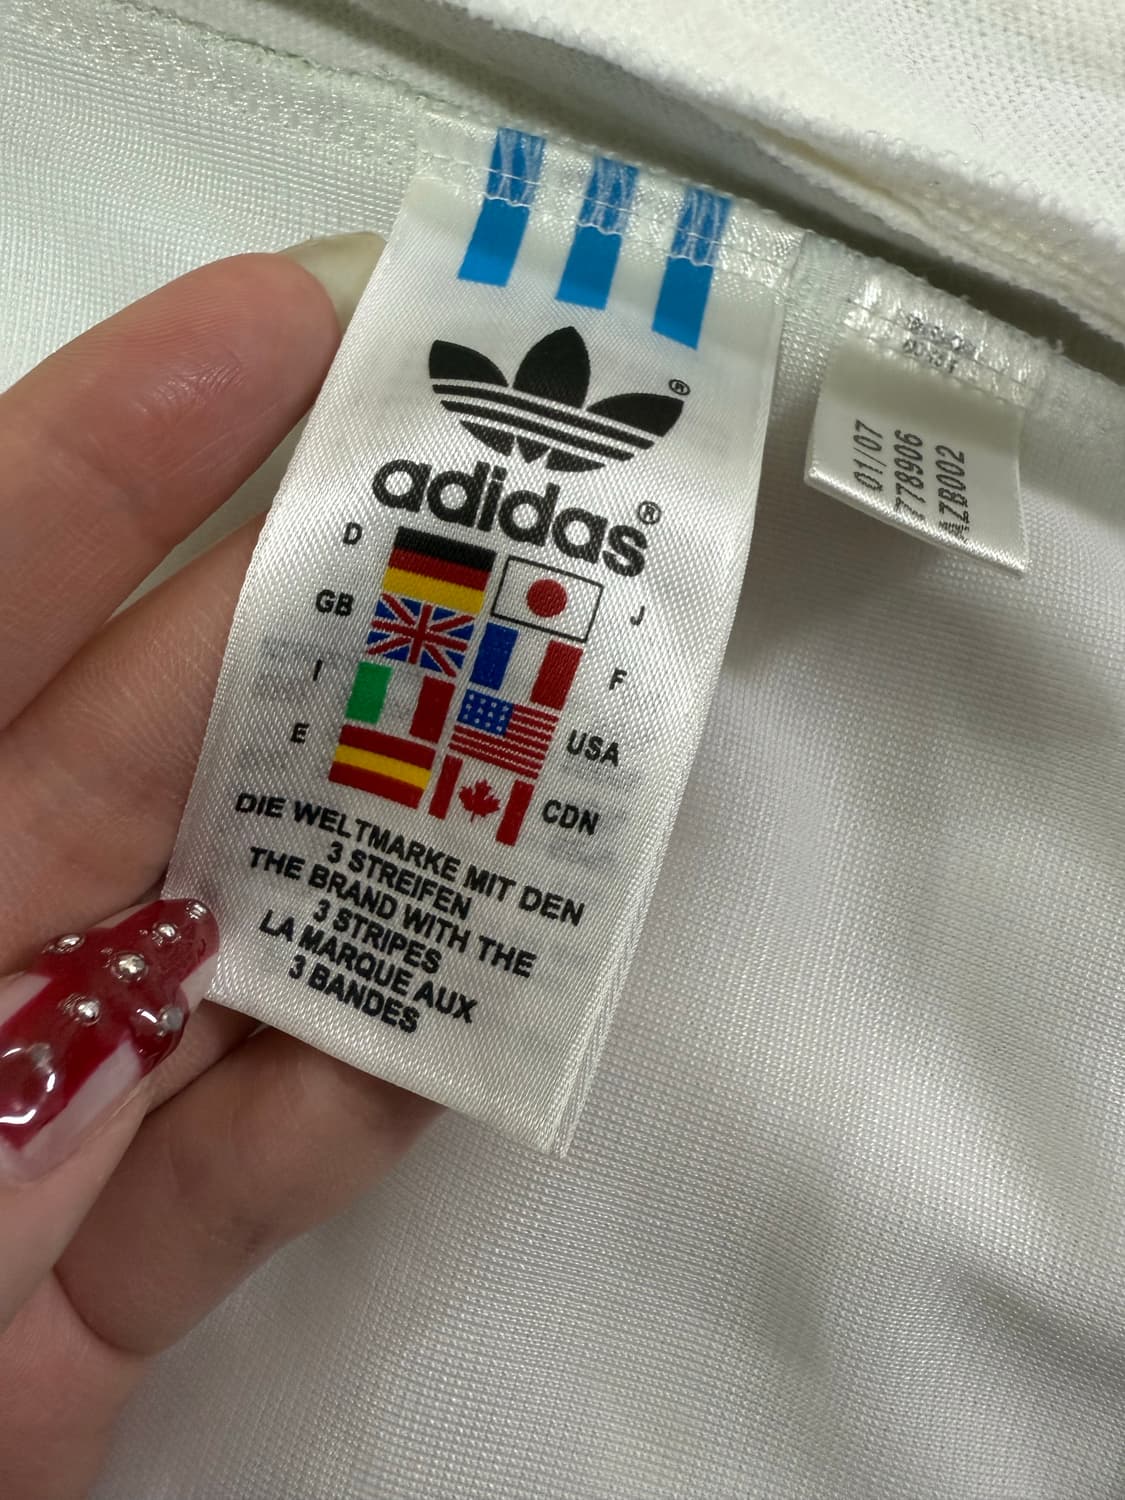 adidas®
D
J
GB
F
I
USA
E
CDN
DIE WELTMARKE MIT DEN
3 STREIFEN
THE BRAND WITH THE
3 STRIPES
LA MARQUE AUX
3 BANDES
01/07
778906
AZB002